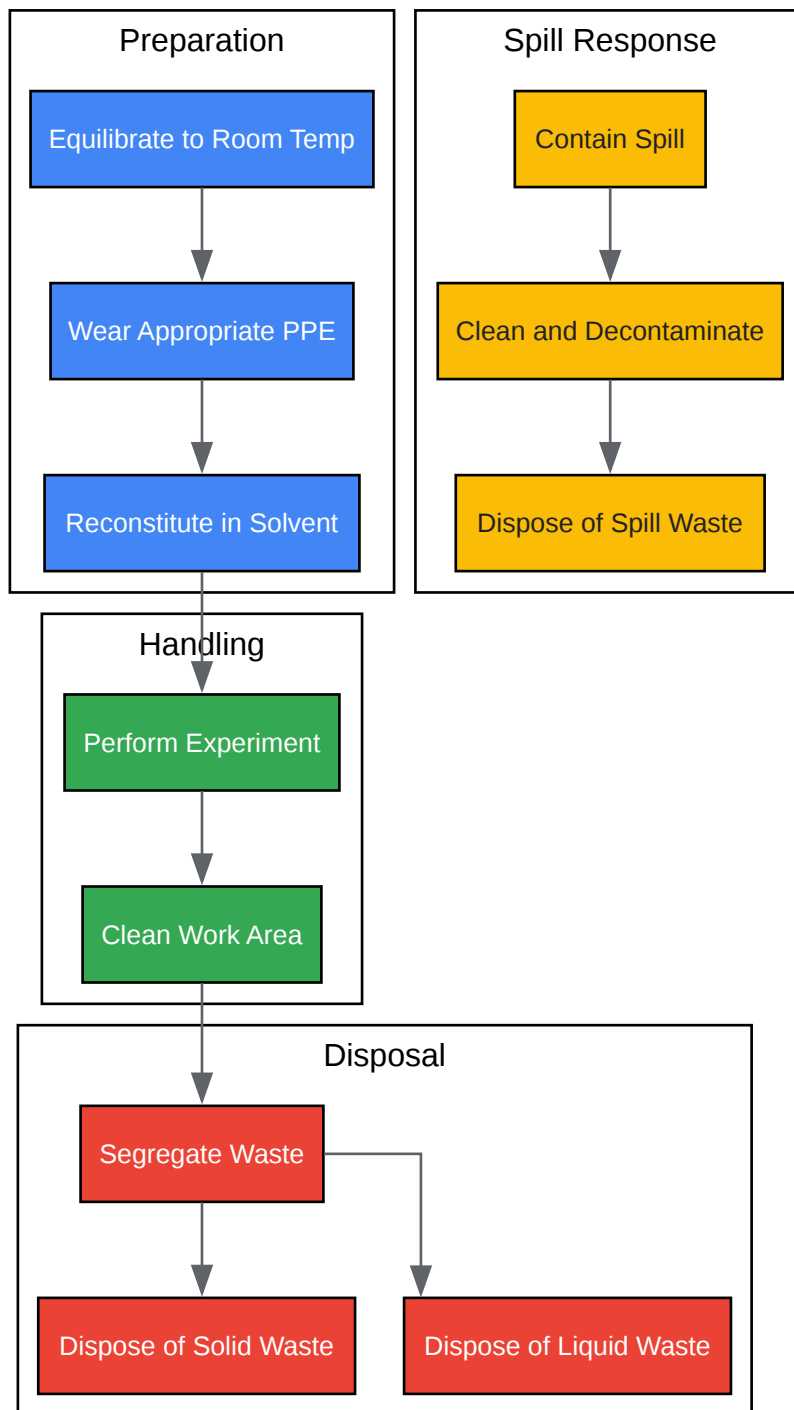 Preparation
Equilibrate to Room Temp
Wear Appropriate PPE
Reconstitute in Solvent
Spill Response
Contain Spill
Clean and Decontaminate
Dispose of Spill Waste
Handling
Perform Experiment
Clean Work Area
Disposal
Segregate Waste
Dispose of Solid Waste
Dispose of Liquid Waste